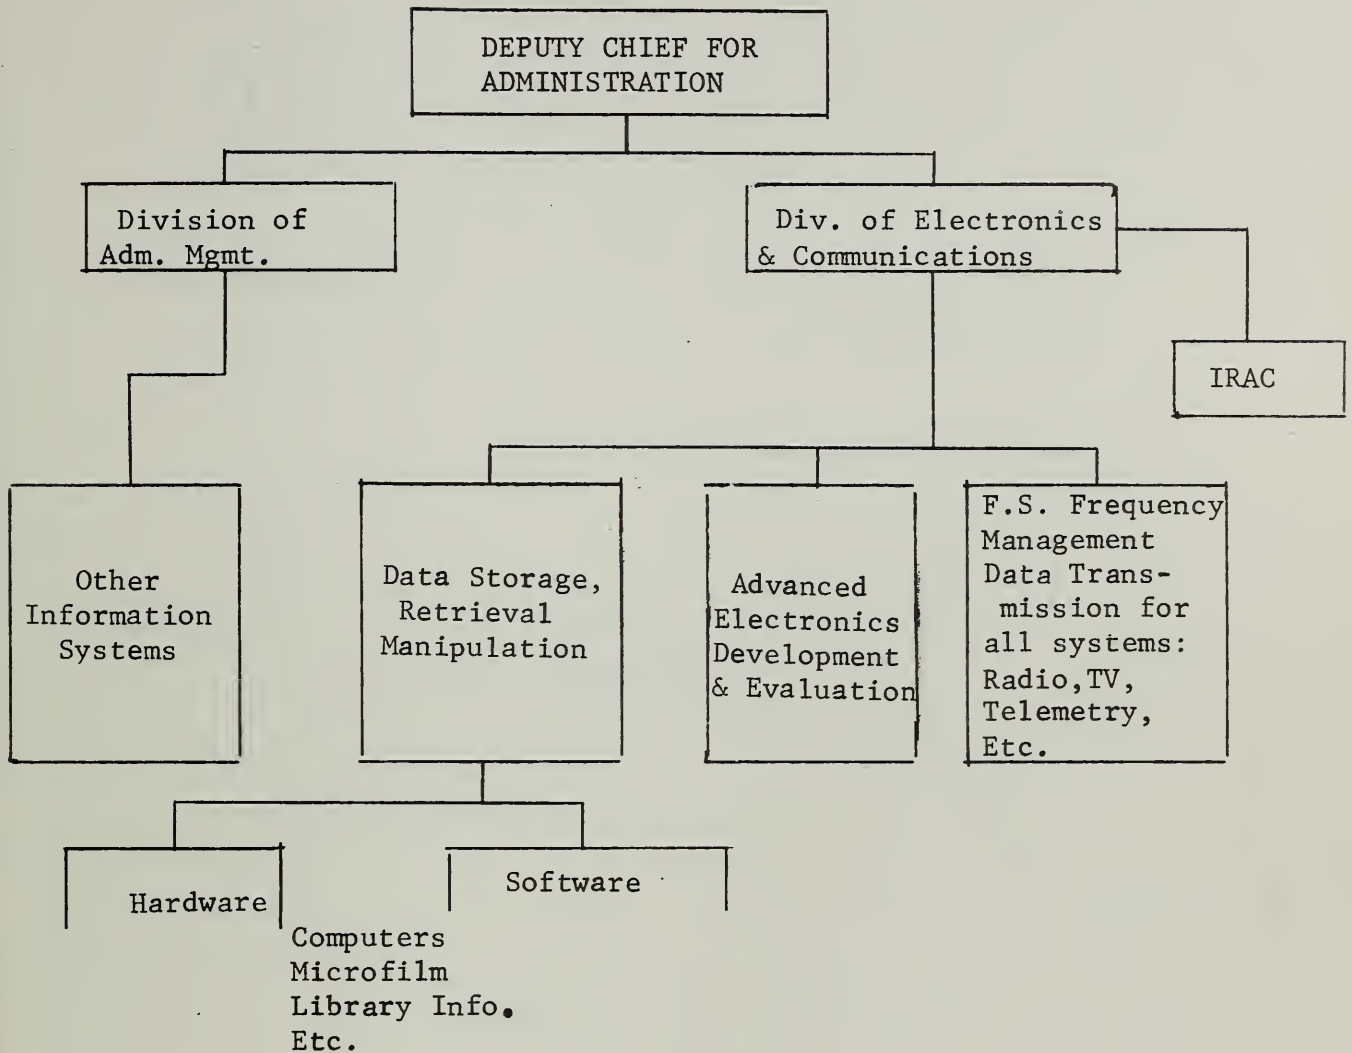 DEPUTY CHIEF FOR
ADMINISTRATION
Division of
Adm. Mgmt.
Div. of Electronics
& Communications
IRAC
Other
Information
Systems
Data Storage,
Retrieval
Manipulation
Advanced
Electronics
Development
& Evaluation
F.S. Frequency
Management
Data Trans-
mission for
all systems:
Radio,TV,
Telemetry,
Etc.
Hardware
Software
Computers
Microfilm
Library Info.
Etc.